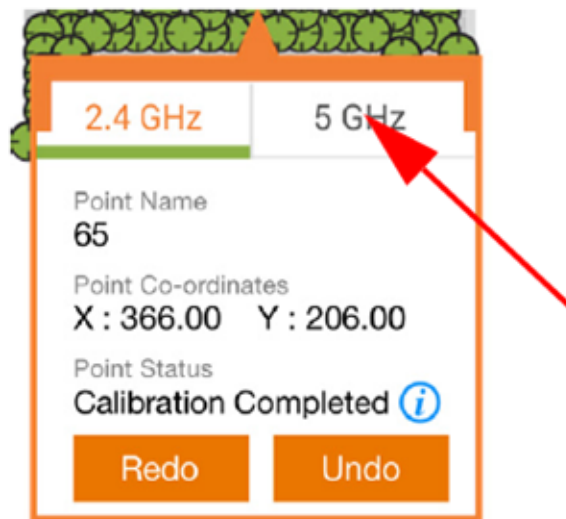 2.4 GHz 5 GHz
Point Name
65
Point Co-ordinates
X : 366.00 Y : 206.00
Point Status
Calibration Completed i
Redo Undo